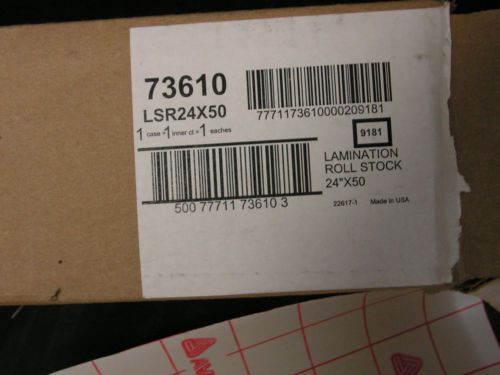 73610
LSR24X50
1 case = 1 inner ct = 1 eaches
7771173610000209181
9181
LAMINATION
ROLL STOCK
24"X50
500 77711 73610 3
22617-1 Made in USA